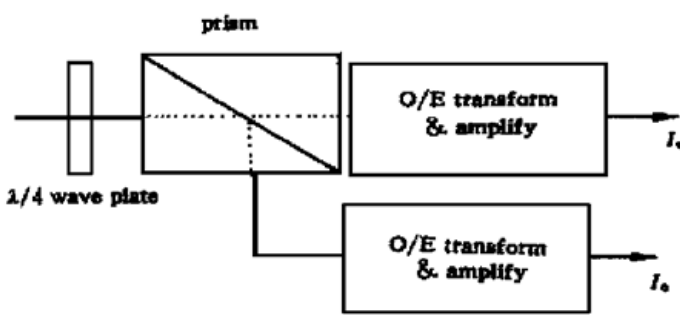 prism
O/E transform
& amplify
λ/4 wave plate
O/E transform
& amplify